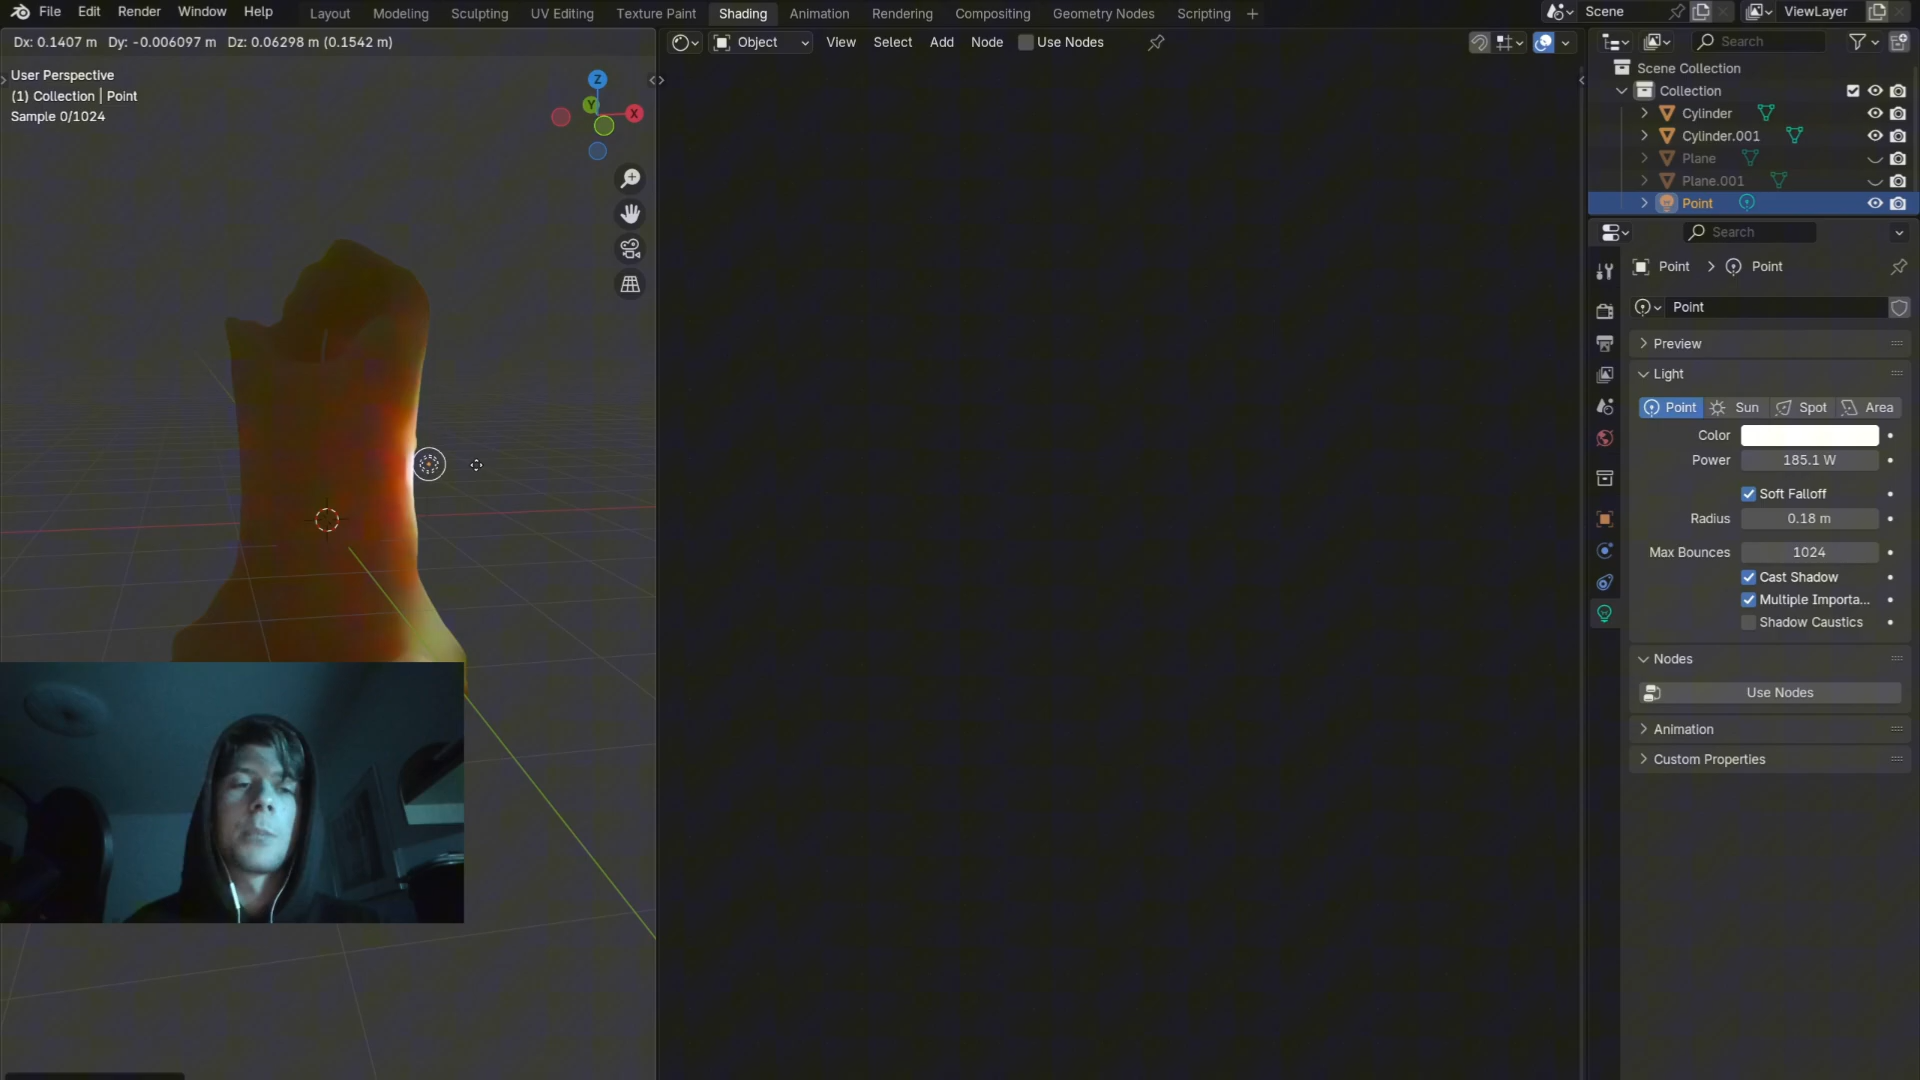 File Edit Render Window Help Layout Modeling Sculpting UV Editing Texture Paint Shading Animation Rendering Compositing Geometry Nodes Scripting Scene ViewLayer
Dx: 0.1407 m Dy: -0.006097 m Dz: 0.06298 m (0.1542 m)
Object View Select Add Node Use Nodes
Search
User Perspective
(1) Collection | Point
Sample 0/1024
Z
Y
X
Scene Collection
Collection
Cylinder
Cylinder.001
Plane
Plane.001
Point
Search
Point > Point
Point
Preview
Light
Point Sun Spot Area
Color
Power 185.1 W
Soft Falloff
Radius 0.18 m
Max Bounces 1024
Cast Shadow
Multiple Importa...
Shadow Caustics
Nodes
Use Nodes
Animation
Custom Properties